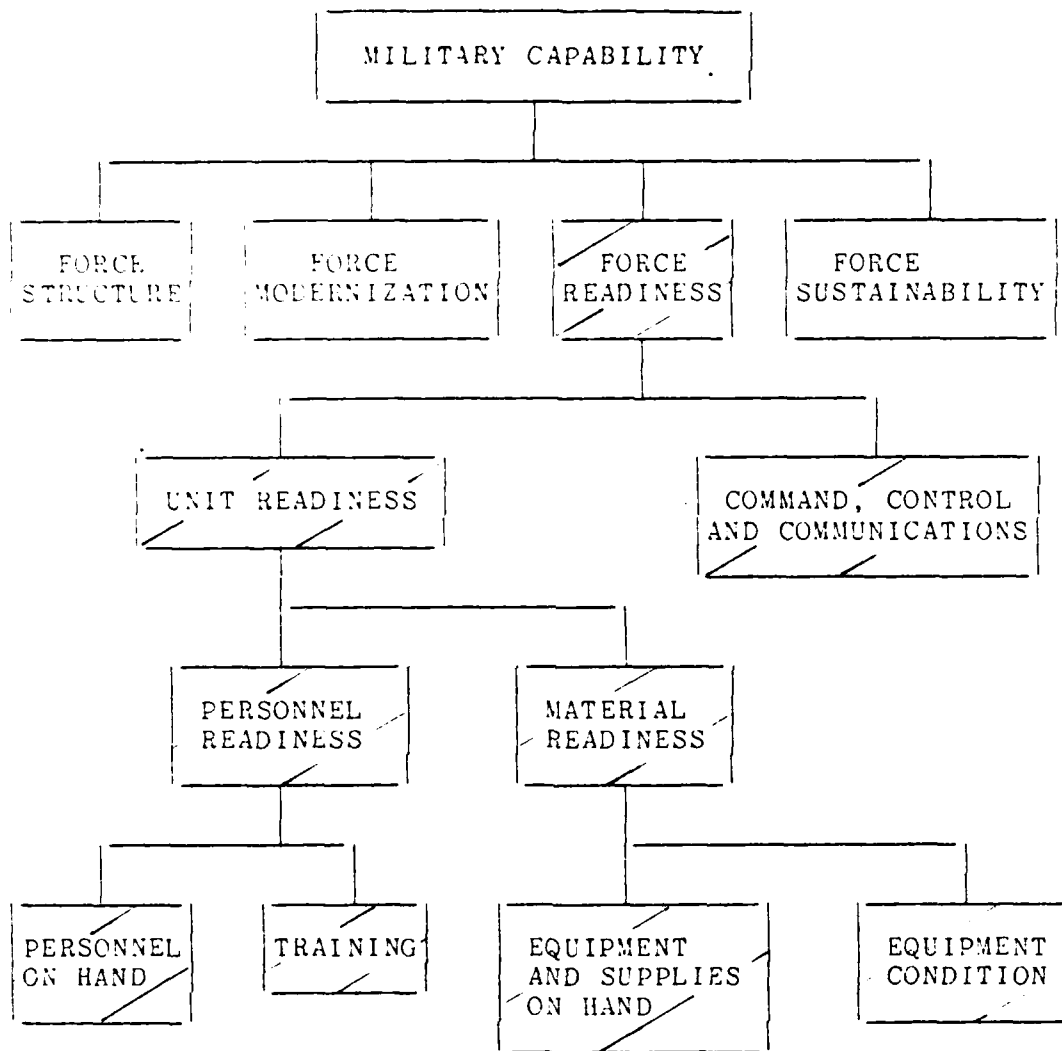 MILITARY CAPABILITY
FORCE
STRUCTURE
FORCE
MODERNIZATION
FORCE
READINESS
FORCE
SUSTAINABILITY
UNIT READINESS
COMMAND, CONTROL
AND COMMUNICATIONS
PERSONNEL
READINESS
MATERIAL
READINESS
PERSONNEL
ON HAND
TRAINING
EQUIPMENT
AND SUPPLIES
ON HAND
EQUIPMENT
CONDITION